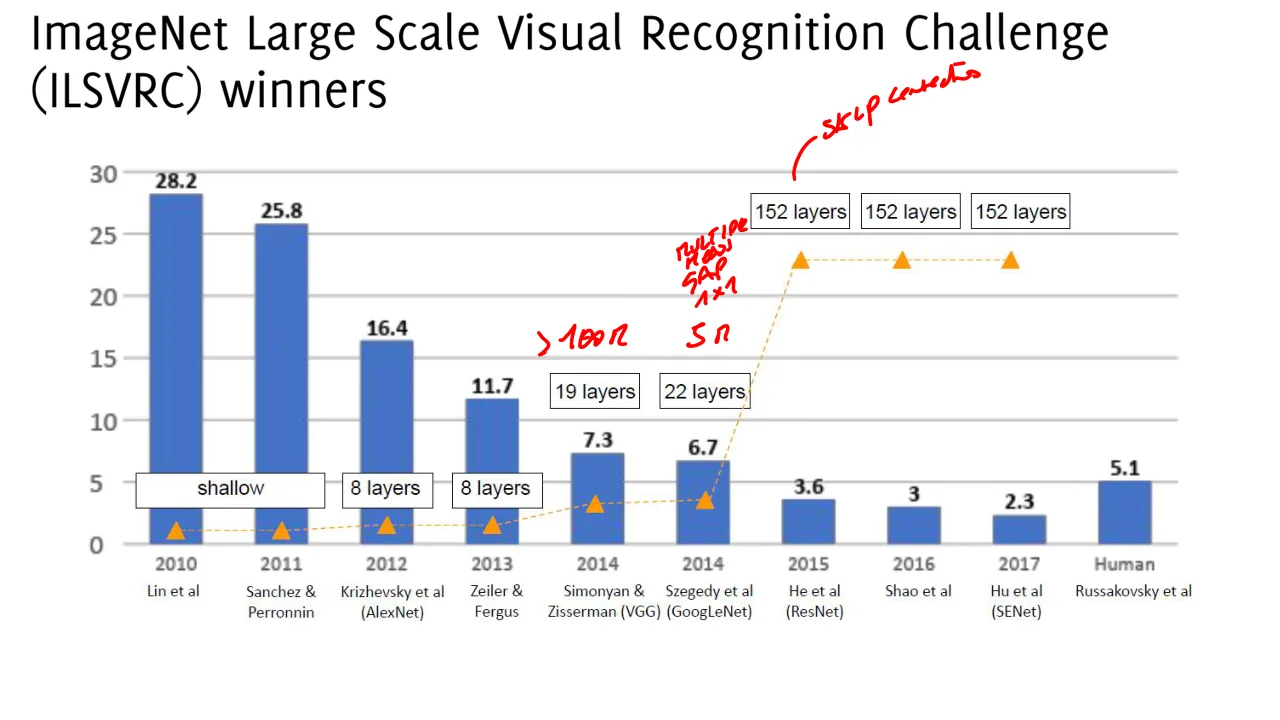 ImageNet Large Scale Visual Recognition Challenge
(ILSVRC) winners
SKIP
30
28.2
25.8
25
20
16.4
15
11.7
10
7.3
6.7
5
3.6
3
2.3
5.1
0
152 layers
152 layers
152 layers
MULTIPLE
HEADS
GAP
1x1
> 100M
5M
19 layers
22 layers
shallow
8 layers
8 layers
2010
2011
2012
2013
2014
2014
2015
2016
2017
Human
Lin et al
Sanchez &
Perronnin
Krizhevsky et al
(AlexNet)
Zeiler &
Fergus
Simonyan &
Zisserman (VGG)
Szegedy et al
(GoogLeNet)
He et al
(ResNet)
Shao et al
Hu et al
(SENet)
Russakovsky et al